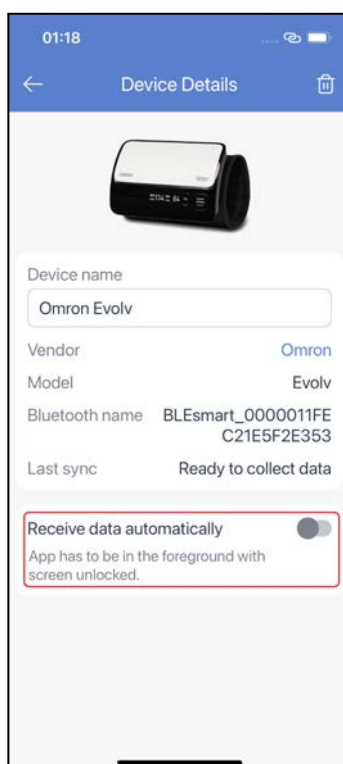 01:18
Device Details
Device name
Omron Evolv
Vendor Omron
Model Evolv
Bluetooth name BLEsmart_0000011FE
C21E5F2E353
Last sync Ready to collect data
Receive data automatically
App has to be in the foreground with
screen unlocked.